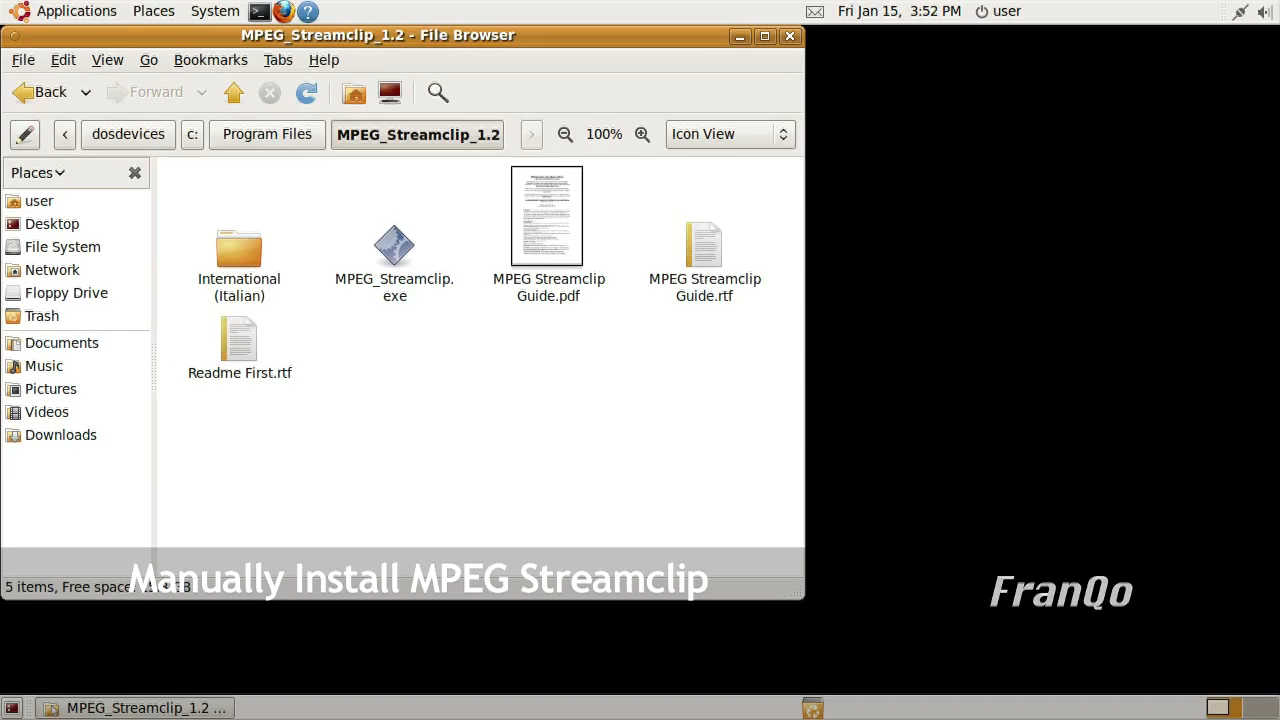 Applications Places System Fri Jan 15, 3:52 PM user
MPEG_Streamclip_1.2 - File Browser
File Edit View Go Bookmarks Tabs Help
Back Forward
dosdevices c: Program Files MPEG_Streamclip_1.2 100% Icon View
Places
user
Desktop
File System
Network
Floppy Drive
Trash
Documents
Music
Pictures
Videos
Downloads
International
(Italian)
MPEG_Streamclip.
exe
MPEG Streamclip
Guide.pdf
MPEG Streamclip
Guide.rtf
Readme First.rtf
Manually Install MPEG Streamclip
5 items, Free space
FranQo
MPEG_Streamclip_1.2 ...